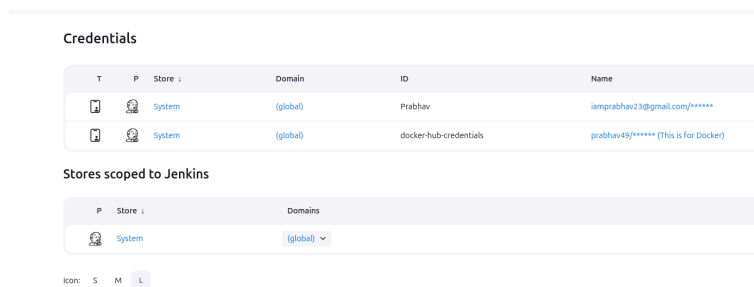 Credentials
T P Store ↓ Domain ID Name
System (global) Prabhav iamprabhav23@gmail.com/******
System (global) docker-hub-credentials prabhav49/****** (This is for Docker)
Stores scoped to Jenkins
P Store ↓ Domains
System (global)
Icon: S M L